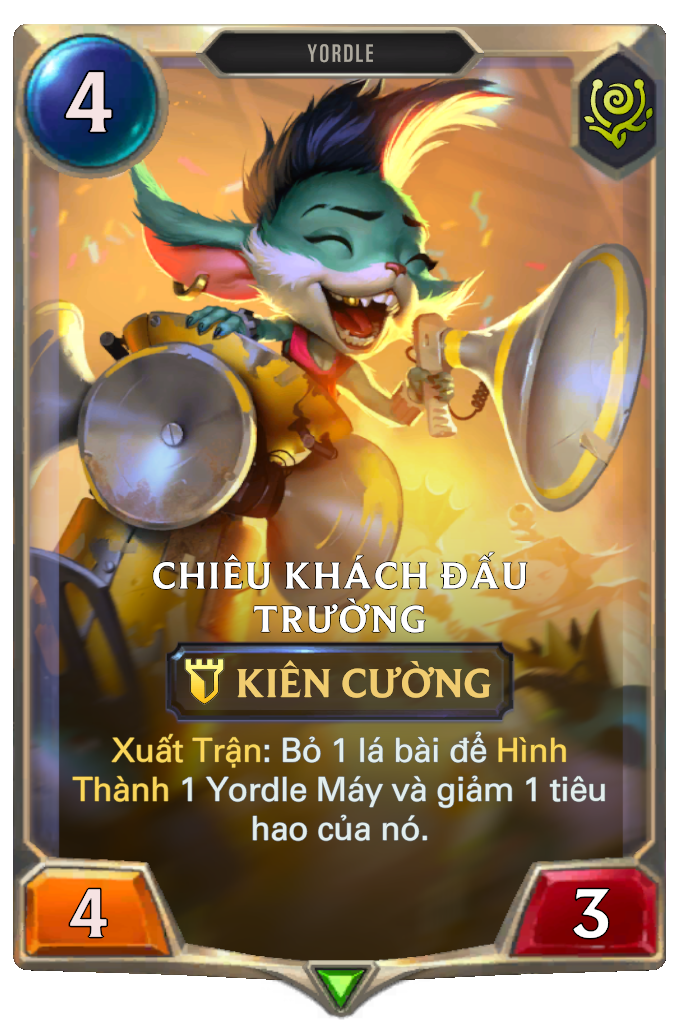 YORDLE
4
CHIÊU KHÁCH ĐẤU
TRƯỜNG
KIÊN CƯỜNG
Xuất Trận: Bỏ 1 lá bài để Hình
Thành 1 Yordle Máy và giảm 1 tiêu
hao của nó.
4
3